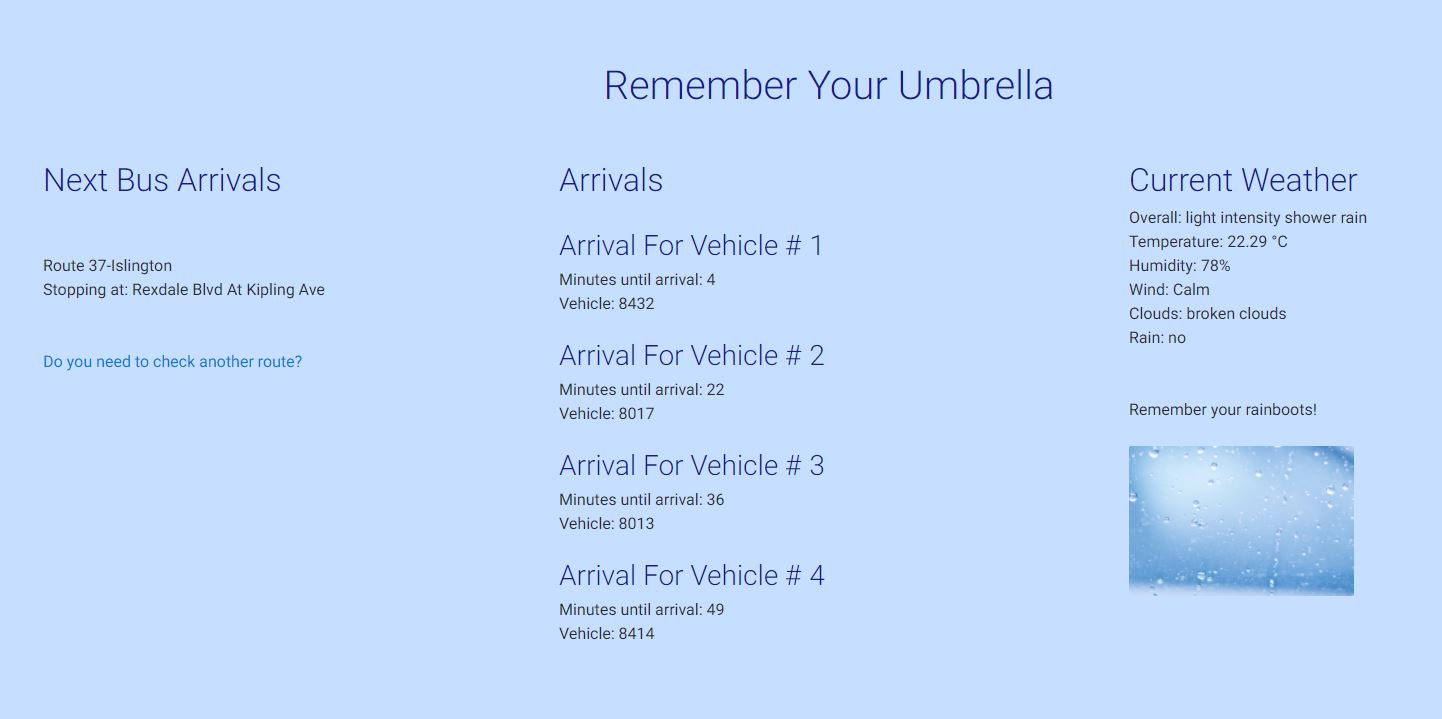 Remember Your Umbrella
Next Bus Arrivals
Route 37-Islington
Stopping at: Rexdale Blvd At Kipling Ave
Do you need to check another route?
Arrivals
Arrival For Vehicle # 1
Minutes until arrival: 4
Vehicle: 8432
Arrival For Vehicle # 2
Minutes until arrival: 22
Vehicle: 8017
Arrival For Vehicle # 3
Minutes until arrival: 36
Vehicle: 8013
Arrival For Vehicle # 4
Minutes until arrival: 49
Vehicle: 8414
Current Weather
Overall: light intensity shower rain
Temperature: 22.29 °C
Humidity: 78%
Wind: Calm
Clouds: broken clouds
Rain: no
Remember your rainboots!